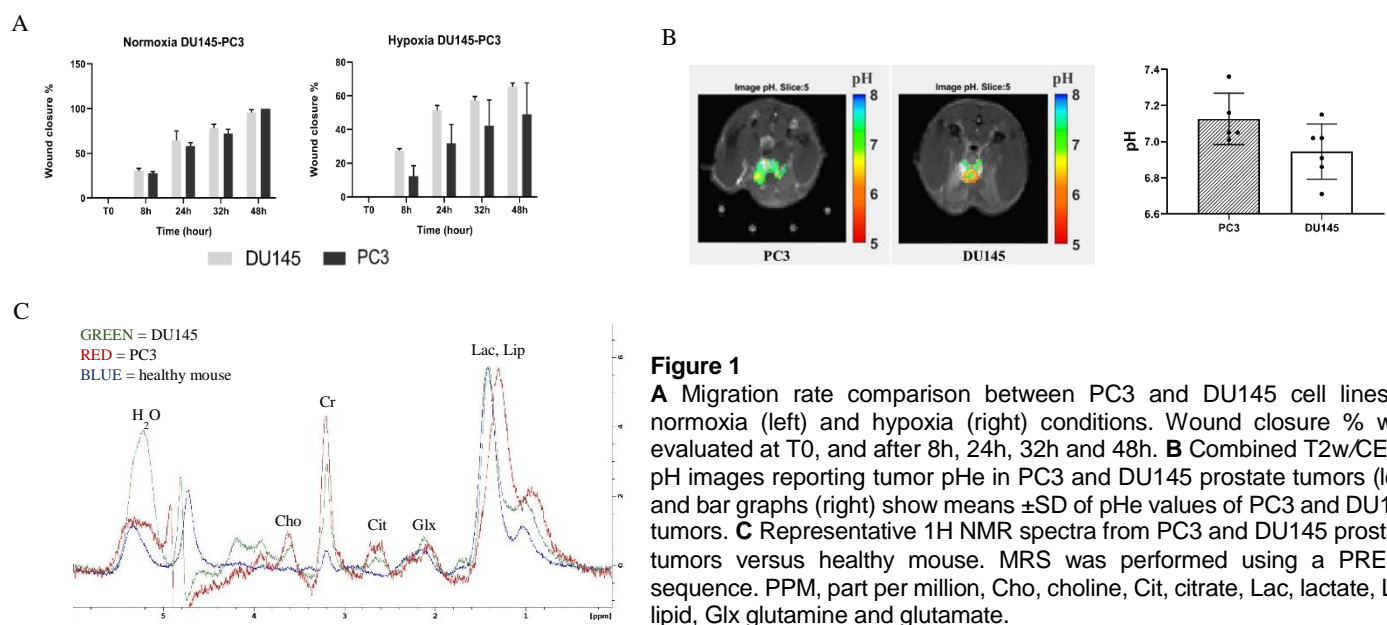 A
Normoxia DU145-PC3
Wound closure %
150
100
50
0
T0 8h 24h 32h 48h
Time (hour)
Hypoxia DU145-PC3
Wound closure %
80
60
40
20
0
T0 8h 24h 32h 48h
Time (hour)
DU145 PC3
B
Image pH. Slice:5
pH
8
7
6
5
PC3
Image pH. Slice:5
pH
8
7
6
5
DU145
pH
7.4
7.2
7.0
6.8
6.6
PC3 DU145
C
GREEN = DU145
RED = PC3
BLUE = healthy mouse
H2O
Cho
Cr
Cit
Glx
Lac, Lip
6
4
2
0
5 4 3 2 1 [ppm]
Figure 1
A Migration rate comparison between PC3 and DU145 cell lines
normoxia (left) and hypoxia (right) conditions. Wound closure % w
evaluated at T0, and after 8h, 24h, 32h and 48h. B Combined T2w/CE
pH images reporting tumor pHe in PC3 and DU145 prostate tumors (le
and bar graphs (right) show means ±SD of pHe values of PC3 and DU1
tumors. C Representative 1H NMR spectra from PC3 and DU145 prosta
tumors versus healthy mouse. MRS was performed using a PRE
sequence. PPM, part per million, Cho, choline, Cit, citrate, Lac, lactate, L
lipid, Glx glutamine and glutamate.